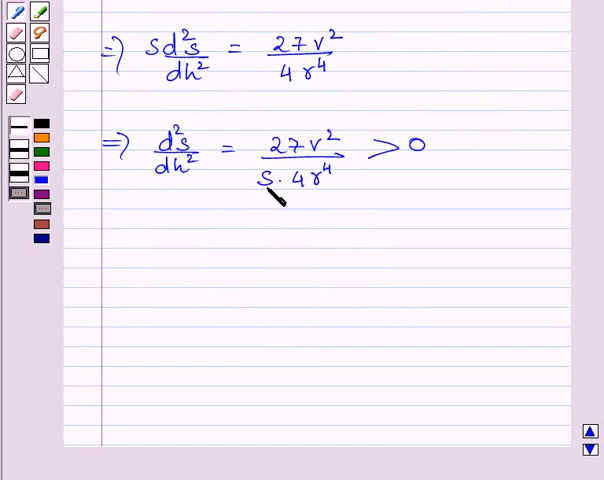 ⇒ s d²s/dh² = 27v²/4r⁴
⇒ d²s/dh² = 27v²/s·4r⁴ > 0